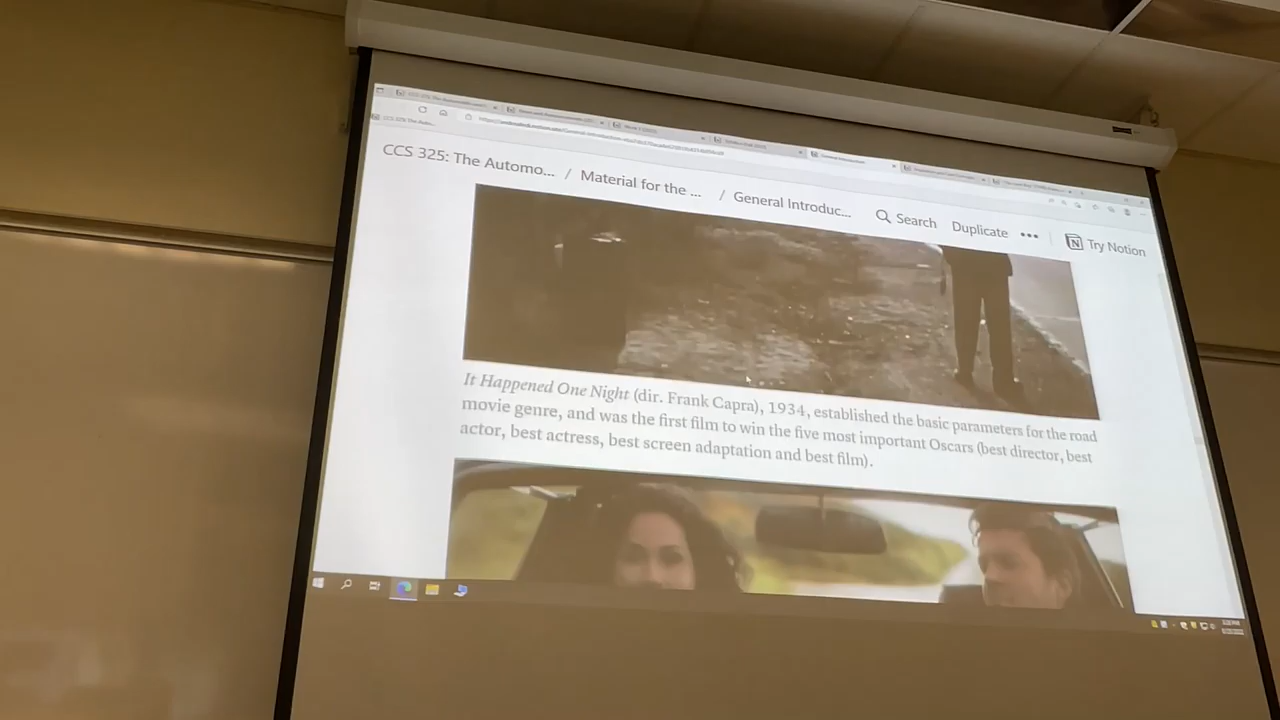 CCS 325: The Automo... / Material for the ... / General Introduc... Search Duplicate ••• Try Notion
It Happened One Night (dir. Frank Capra), 1934, established the basic parameters for the road
movie genre, and was the first film to win the five most important Oscars (best director, best
actor, best actress, best screen adaptation and best film).